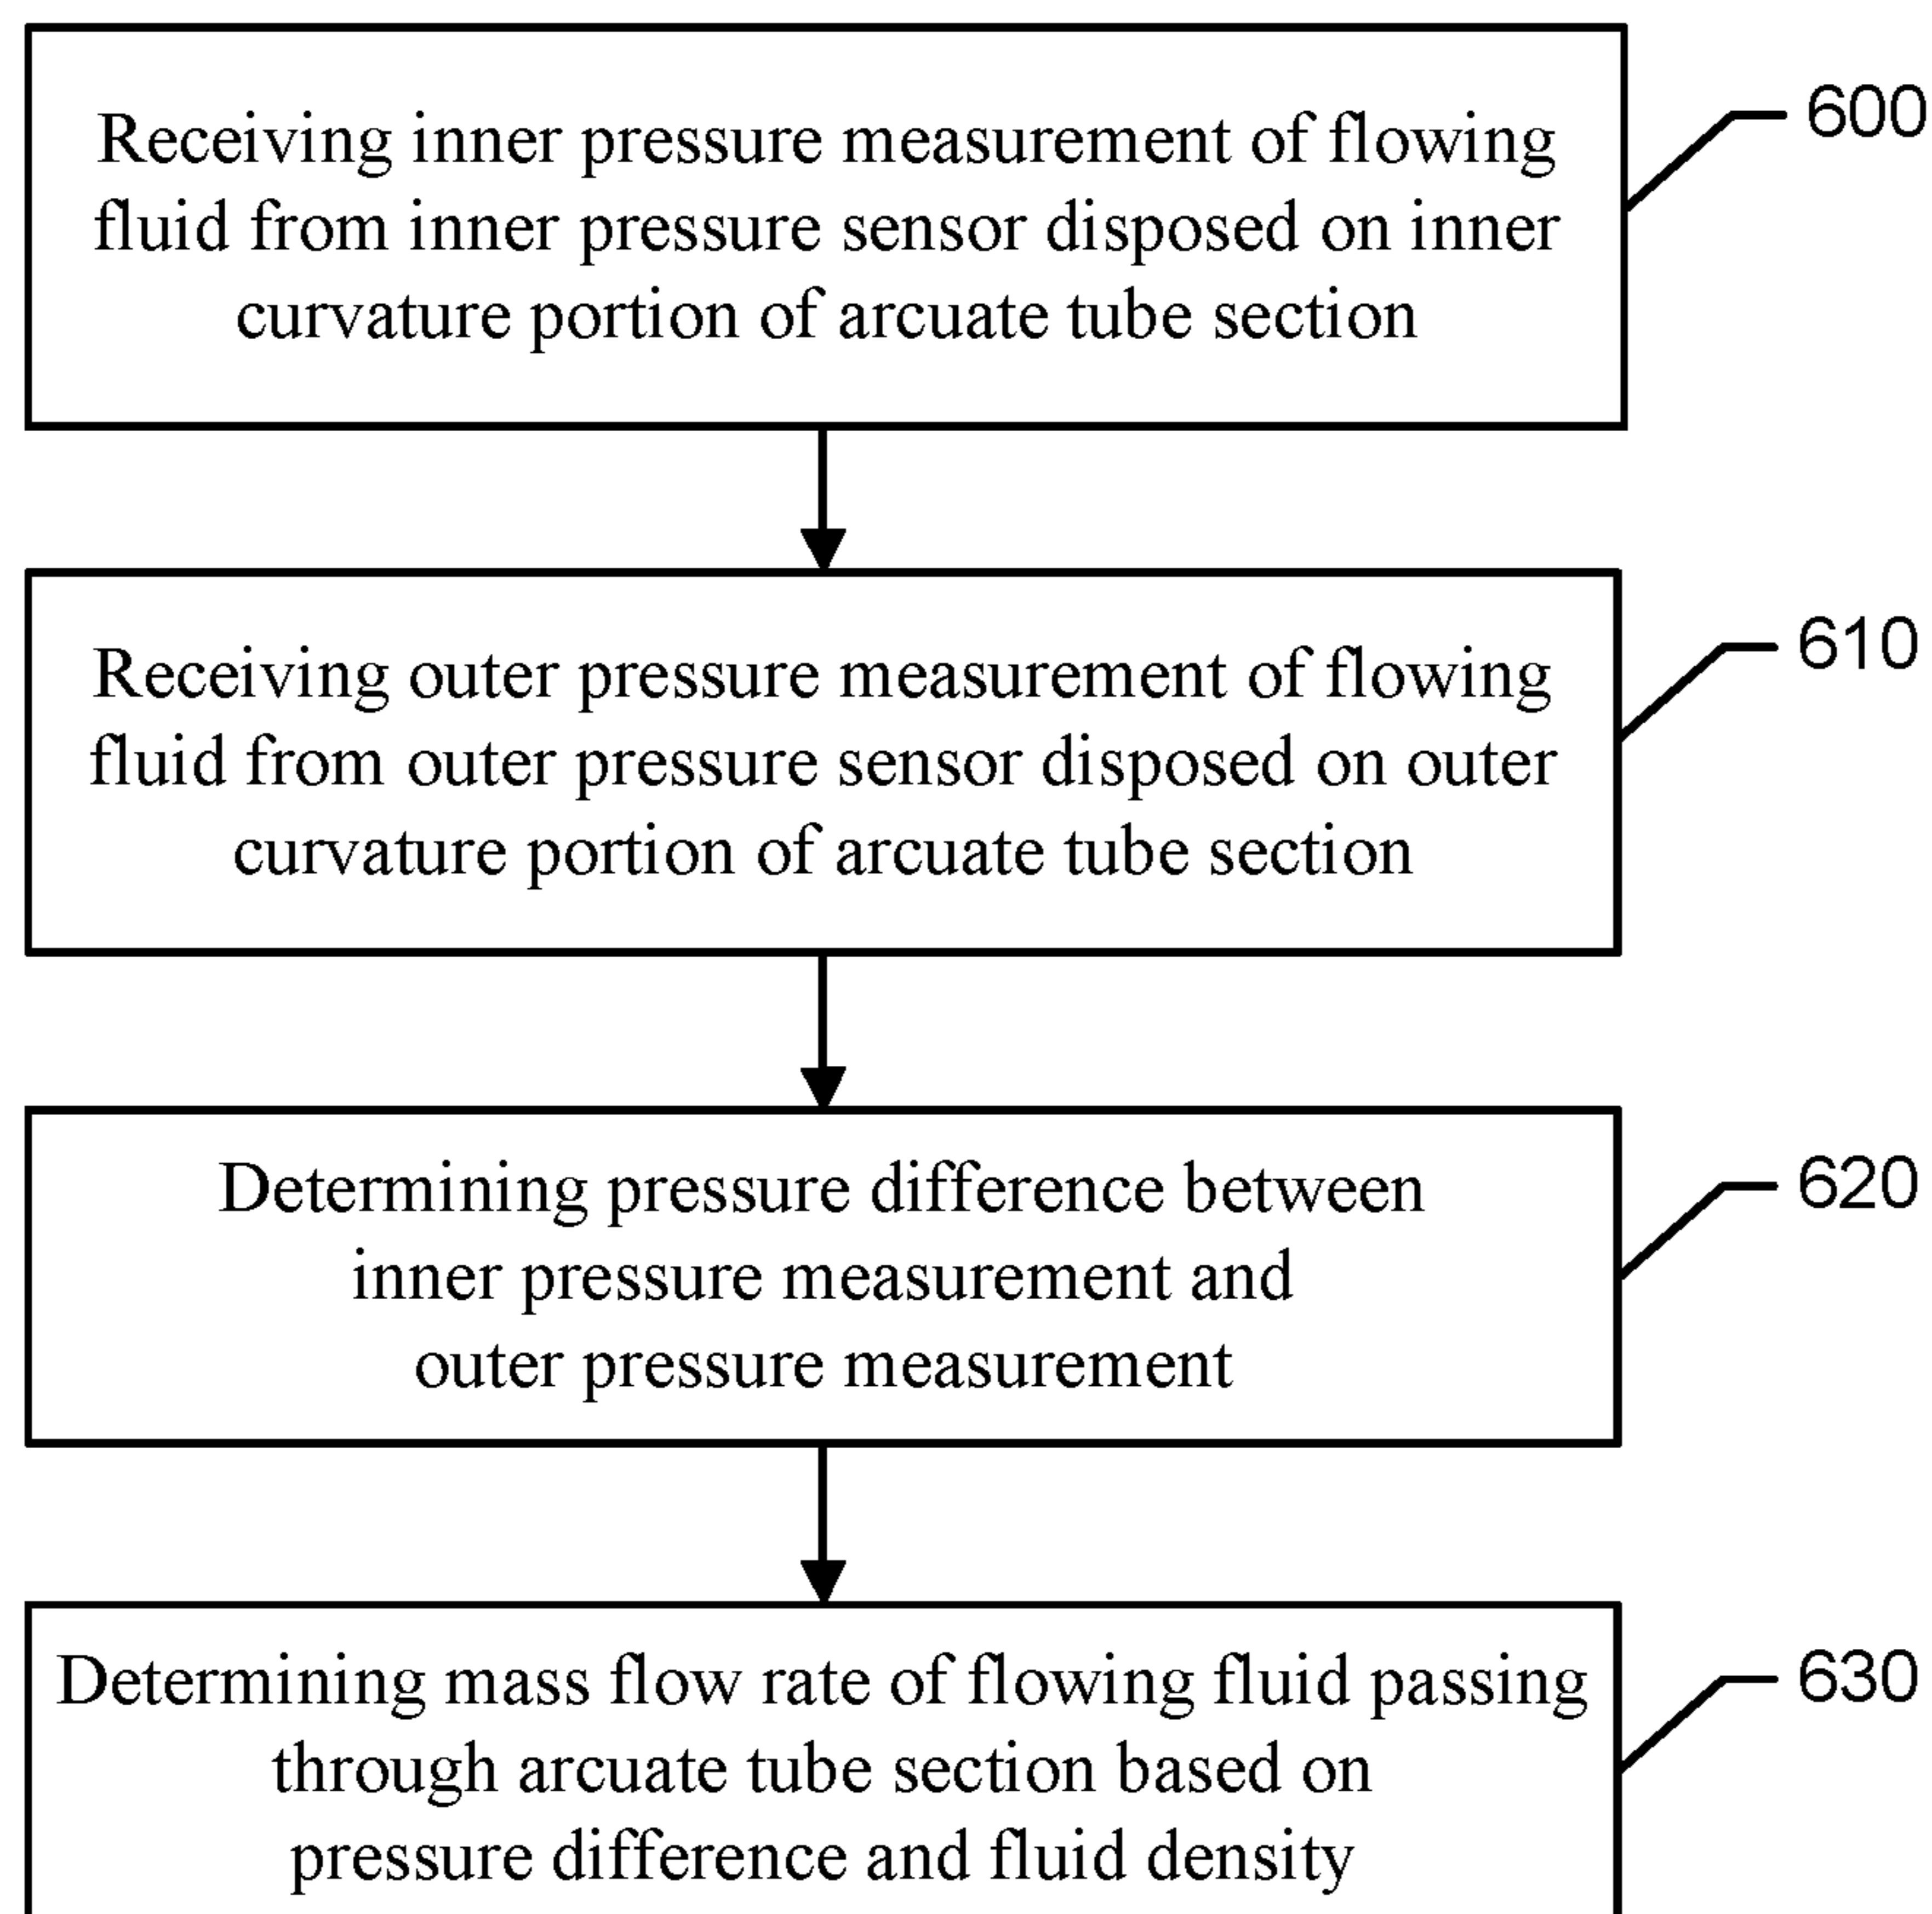 Receiving inner pressure measurement of flowing
fluid from inner pressure sensor disposed on inner
curvature portion of arcuate tube section
600
Receiving outer pressure measurement of flowing
fluid from outer pressure sensor disposed on outer
curvature portion of arcuate tube section
610
Determining pressure difference between
inner pressure measurement and
outer pressure measurement
620
Determining mass flow rate of flowing fluid passing
through arcuate tube section based on
pressure difference and fluid density
630